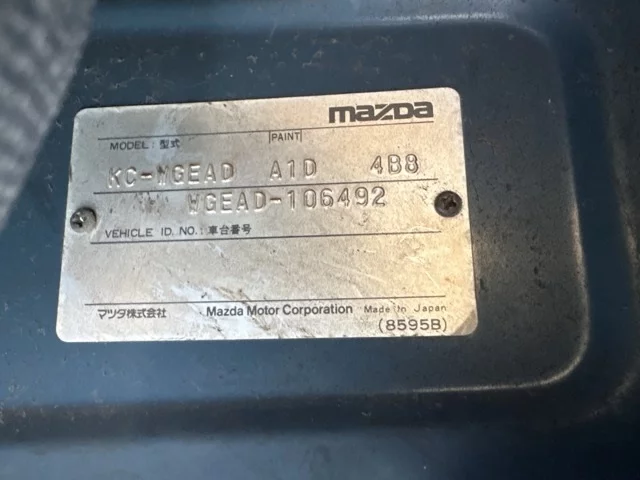 mazda
MODEL: 型式 PAINT
KC-WGEAD A1D 4B8
WGEAD-106492
VEHICLE ID. NO.: 車台番号
マツダ株式会社 Mazda Motor Corporation Made In Japan
(8595B)